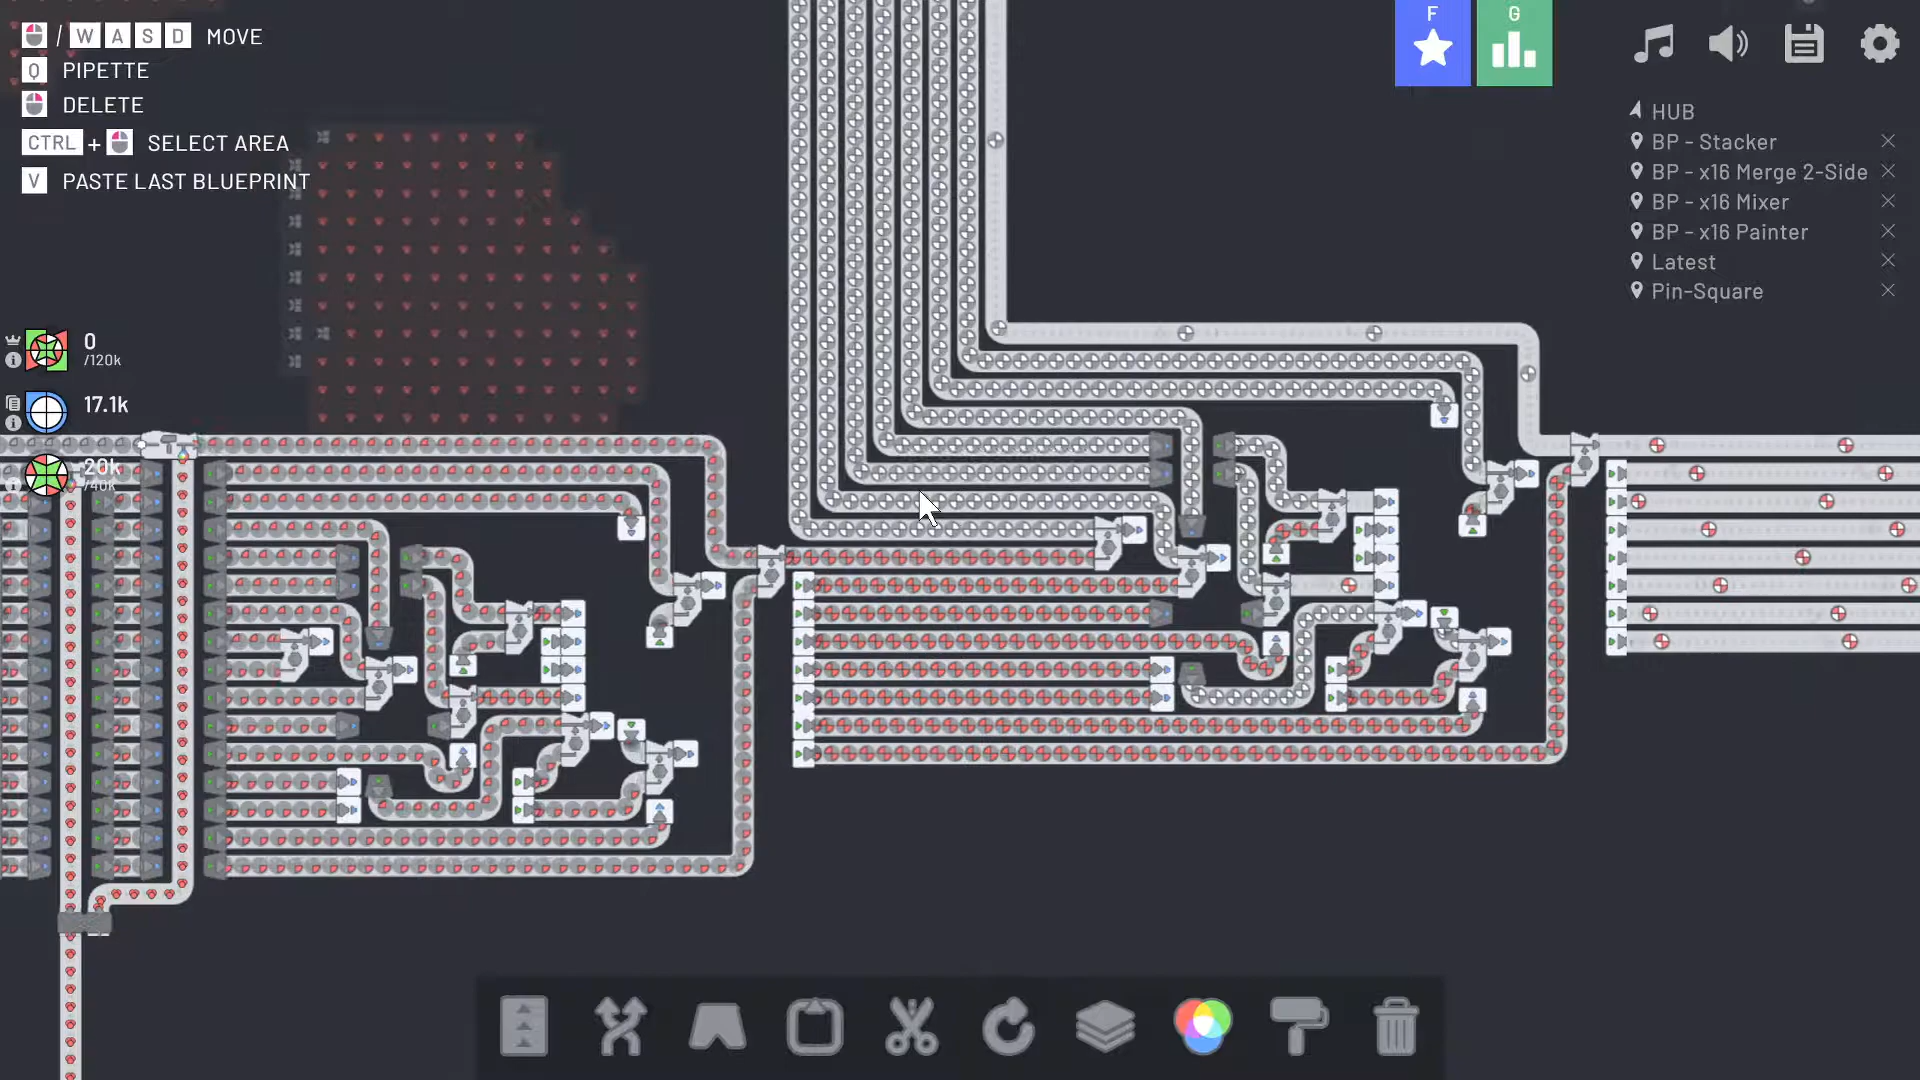 / W A S D MOVE
Q PIPETTE
DELETE
CTRL + SELECT AREA
V PASTE LAST BLUEPRINT
F
G
HUB
BP - Stacker
BP - x16 Merge 2-Side
BP - x16 Mixer
BP - x16 Painter
Latest
Pin-Square
0
/120k
17.1k
20k
/40k